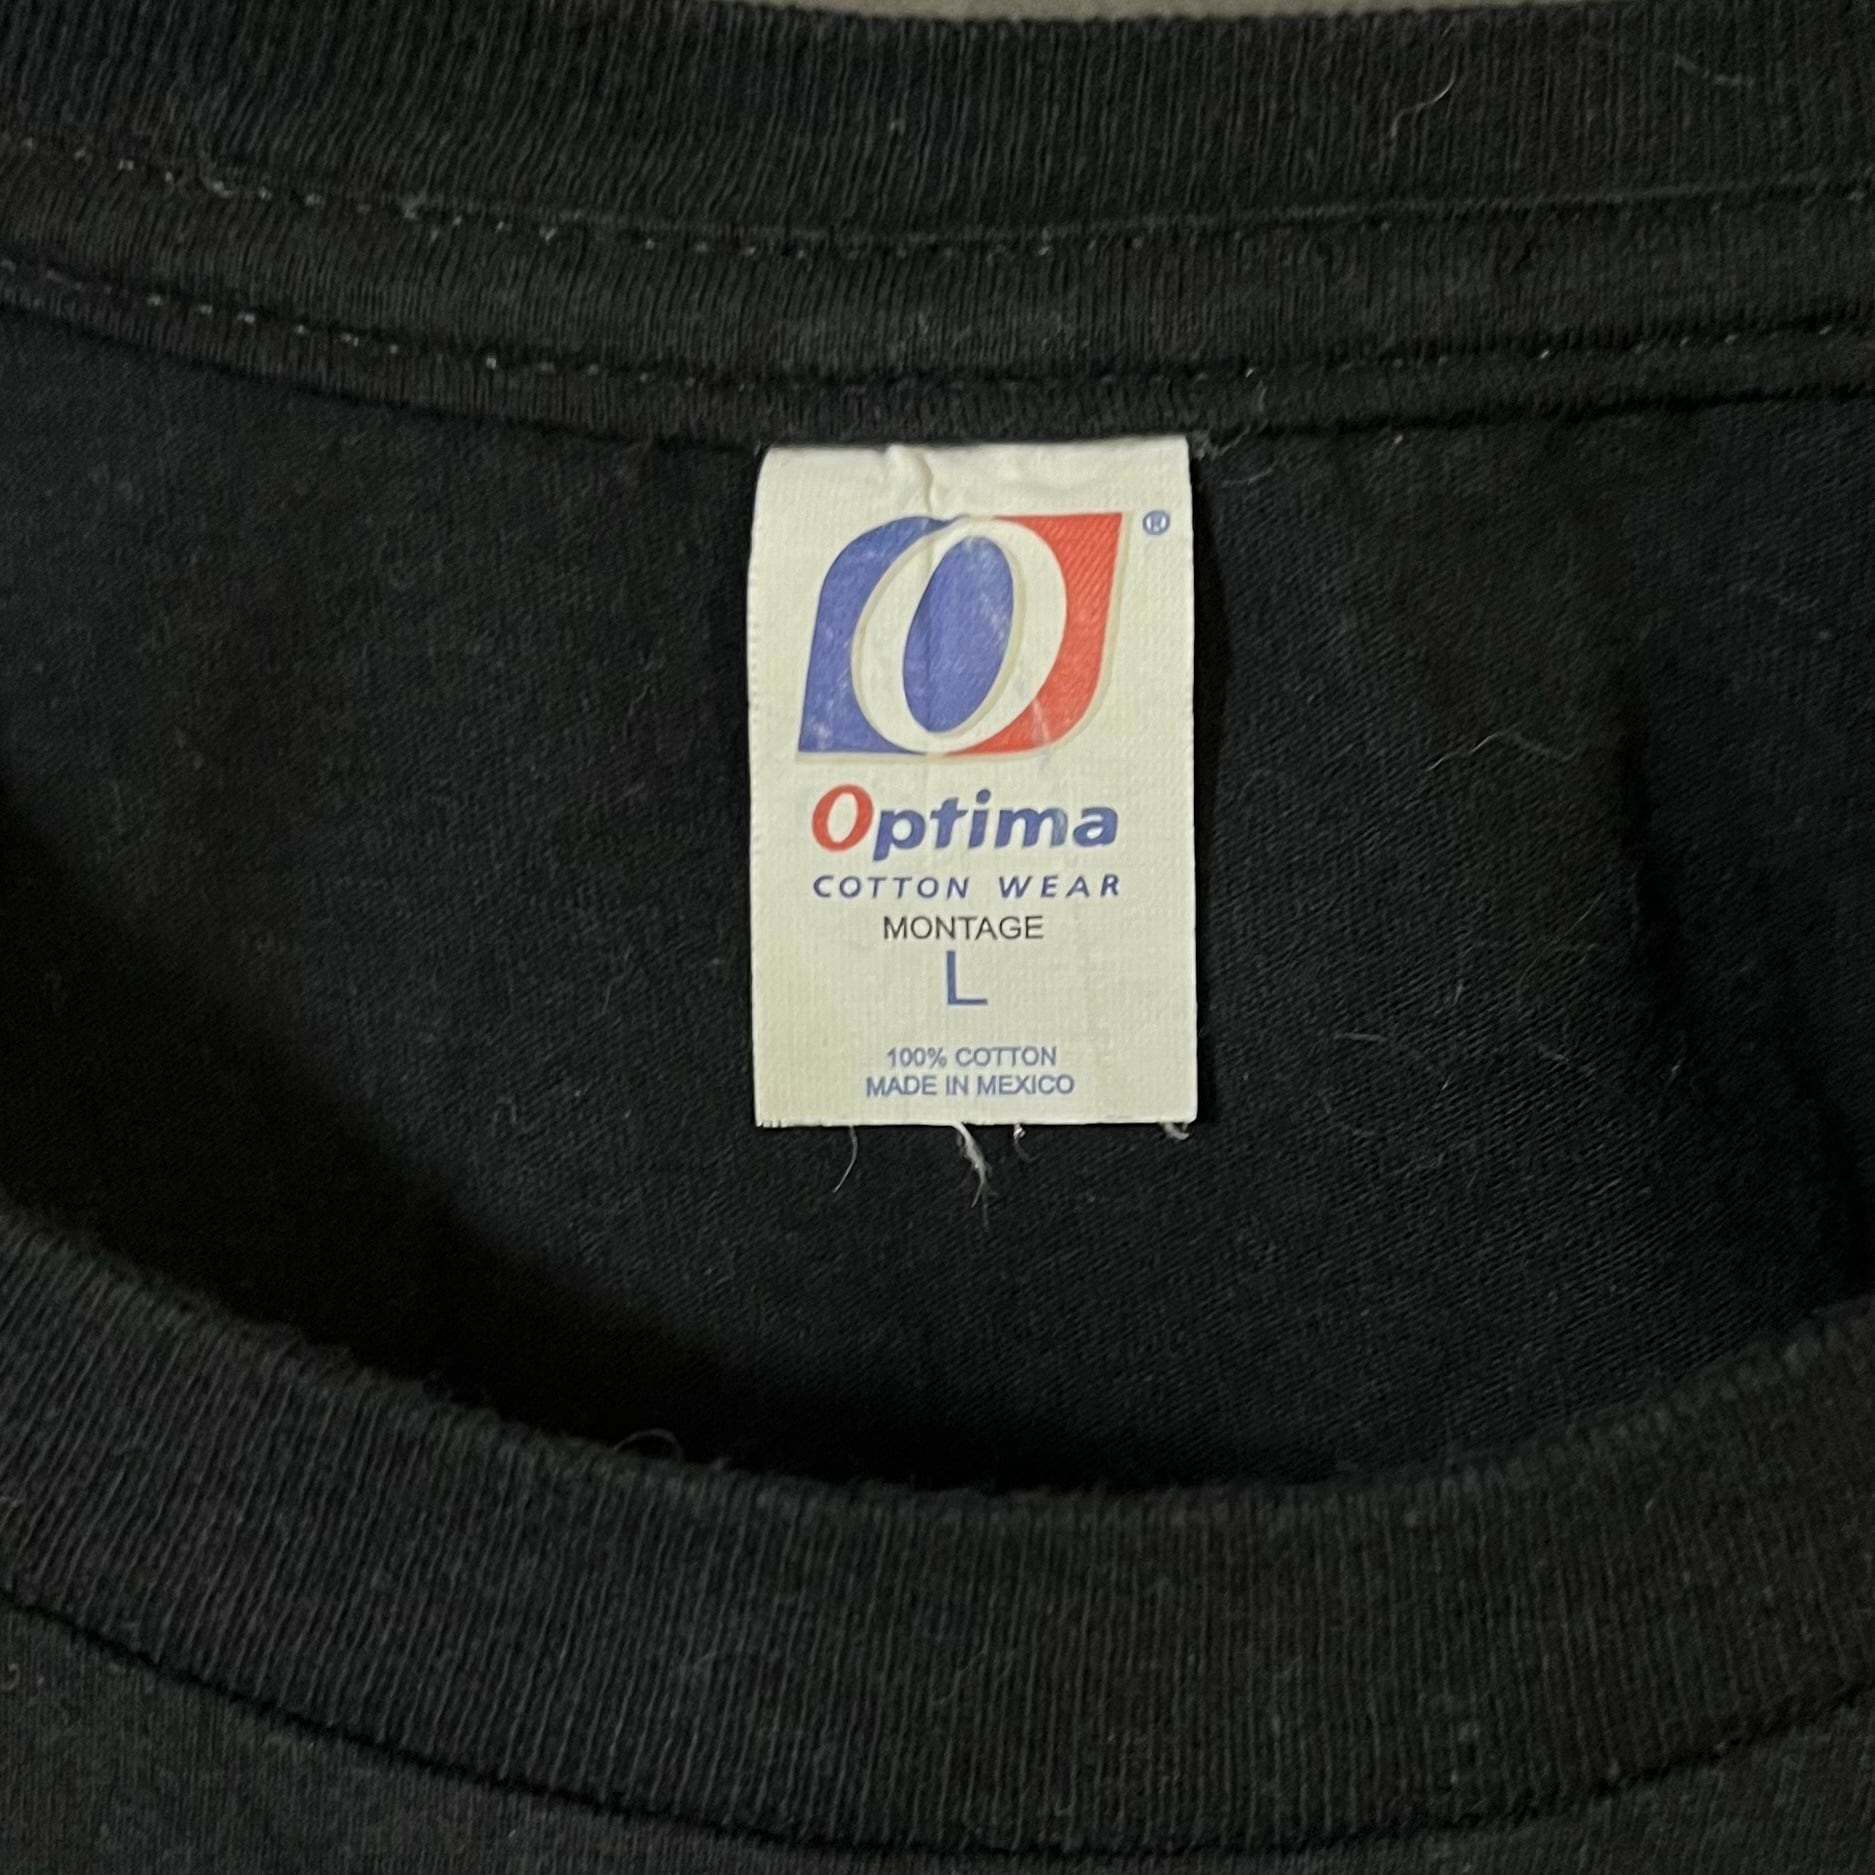 ®
Optima
COTTON WEAR
MONTAGE
L
100% COTTON
MADE IN MEXICO